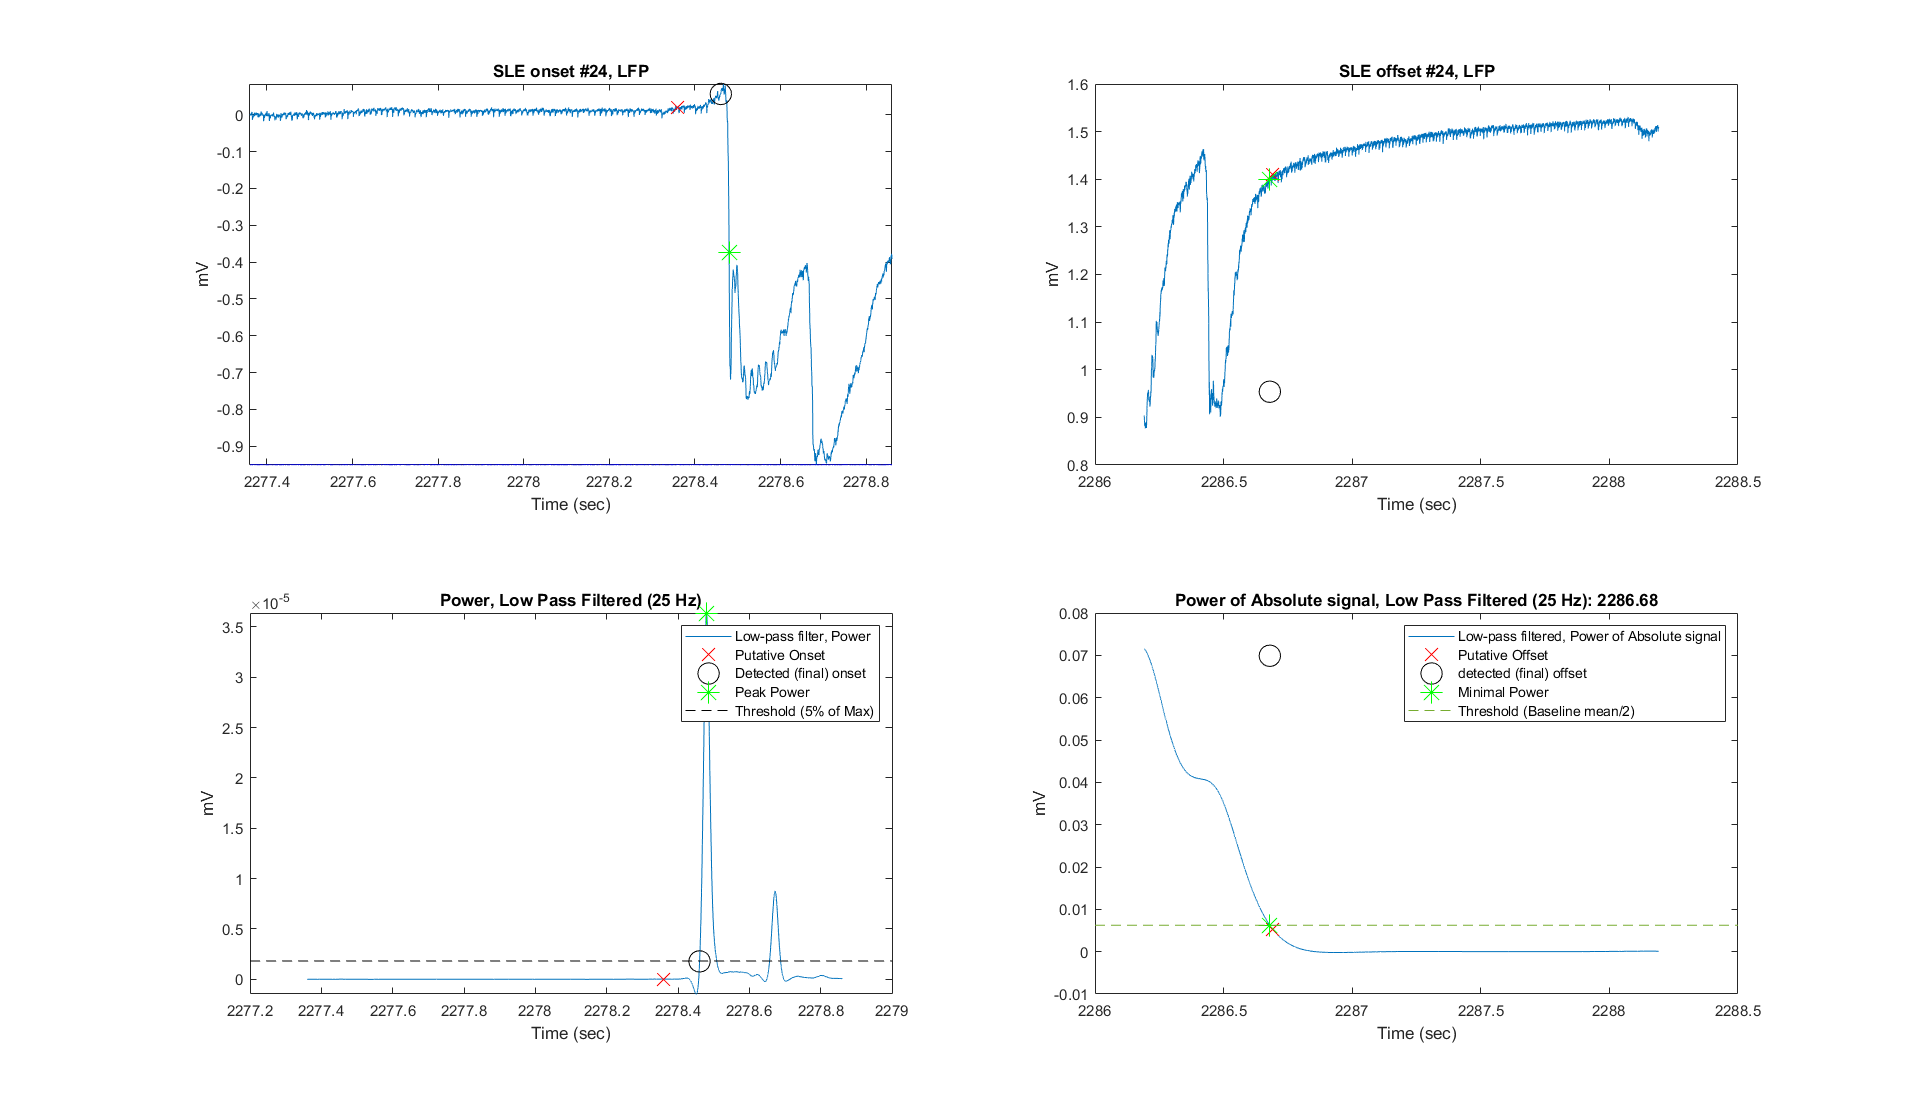 SLE onset #24, LFP
0
-0.1
-0.2
-0.3
-0.4
-0.5
-0.6
-0.7
-0.8
-0.9
mV
2277.4 2277.6 2277.8 2278 2278.2 2278.4 2278.6 2278.8
Time (sec)
SLE offset #24, LFP
1.6
1.5
1.4
1.3
1.2
1.1
1
0.9
0.8
mV
2286 2286.5 2287 2287.5 2288 2288.5
Time (sec)
Power, Low Pass Filtered (25 Hz)
×10-5
3.5
3
2.5
2
1.5
1
0.5
0
mV
2277.2 2277.4 2277.6 2277.8 2278 2278.2 2278.4 2278.6 2278.8 2279
Time (sec)
Low-pass filter, Power
Putative Onset
Detected (final) onset
Peak Power
Threshold (5% of Max)
Power of Absolute signal, Low Pass Filtered (25 Hz): 2286.68
0.08
0.07
0.06
0.05
0.04
0.03
0.02
0.01
0
-0.01
mV
2286 2286.5 2287 2287.5 2288 2288.5
Time (sec)
Low-pass filtered, Power of Absolute signal
Putative Offset
detected (final) offset
Minimal Power
Threshold (Baseline mean/2)